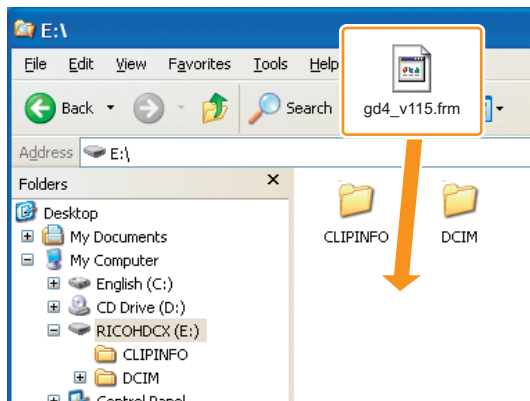 E:\
File Edit View Favorites Tools Help
gd4_v115.frm
Back Search
Address E:\
Folders
Desktop
My Documents
My Computer
English (C:)
CD Drive (D:)
RICOHDCX (E:)
CLIPINFO
DCIM
Control Panel
CLIPINFO DCIM